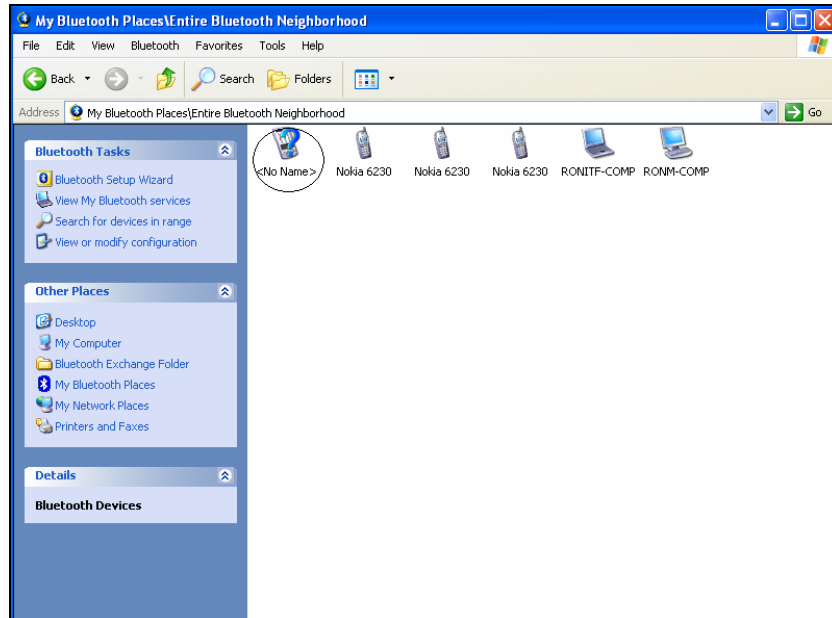 My Bluetooth Places\Entire Bluetooth Neighborhood
File Edit View Bluetooth Favorites Tools Help
Back Search Folders
Address My Bluetooth Places\Entire Bluetooth Neighborhood Go
Bluetooth Tasks
Bluetooth Setup Wizard
View My Bluetooth services
Search for devices in range
View or modify configuration
Other Places
Desktop
My Computer
Bluetooth Exchange Folder
My Bluetooth Places
My Network Places
Printers and Faxes
Details
Bluetooth Devices
<No Name> Nokia 6230 Nokia 6230 Nokia 6230 RONITF-COMP RONM-COMP